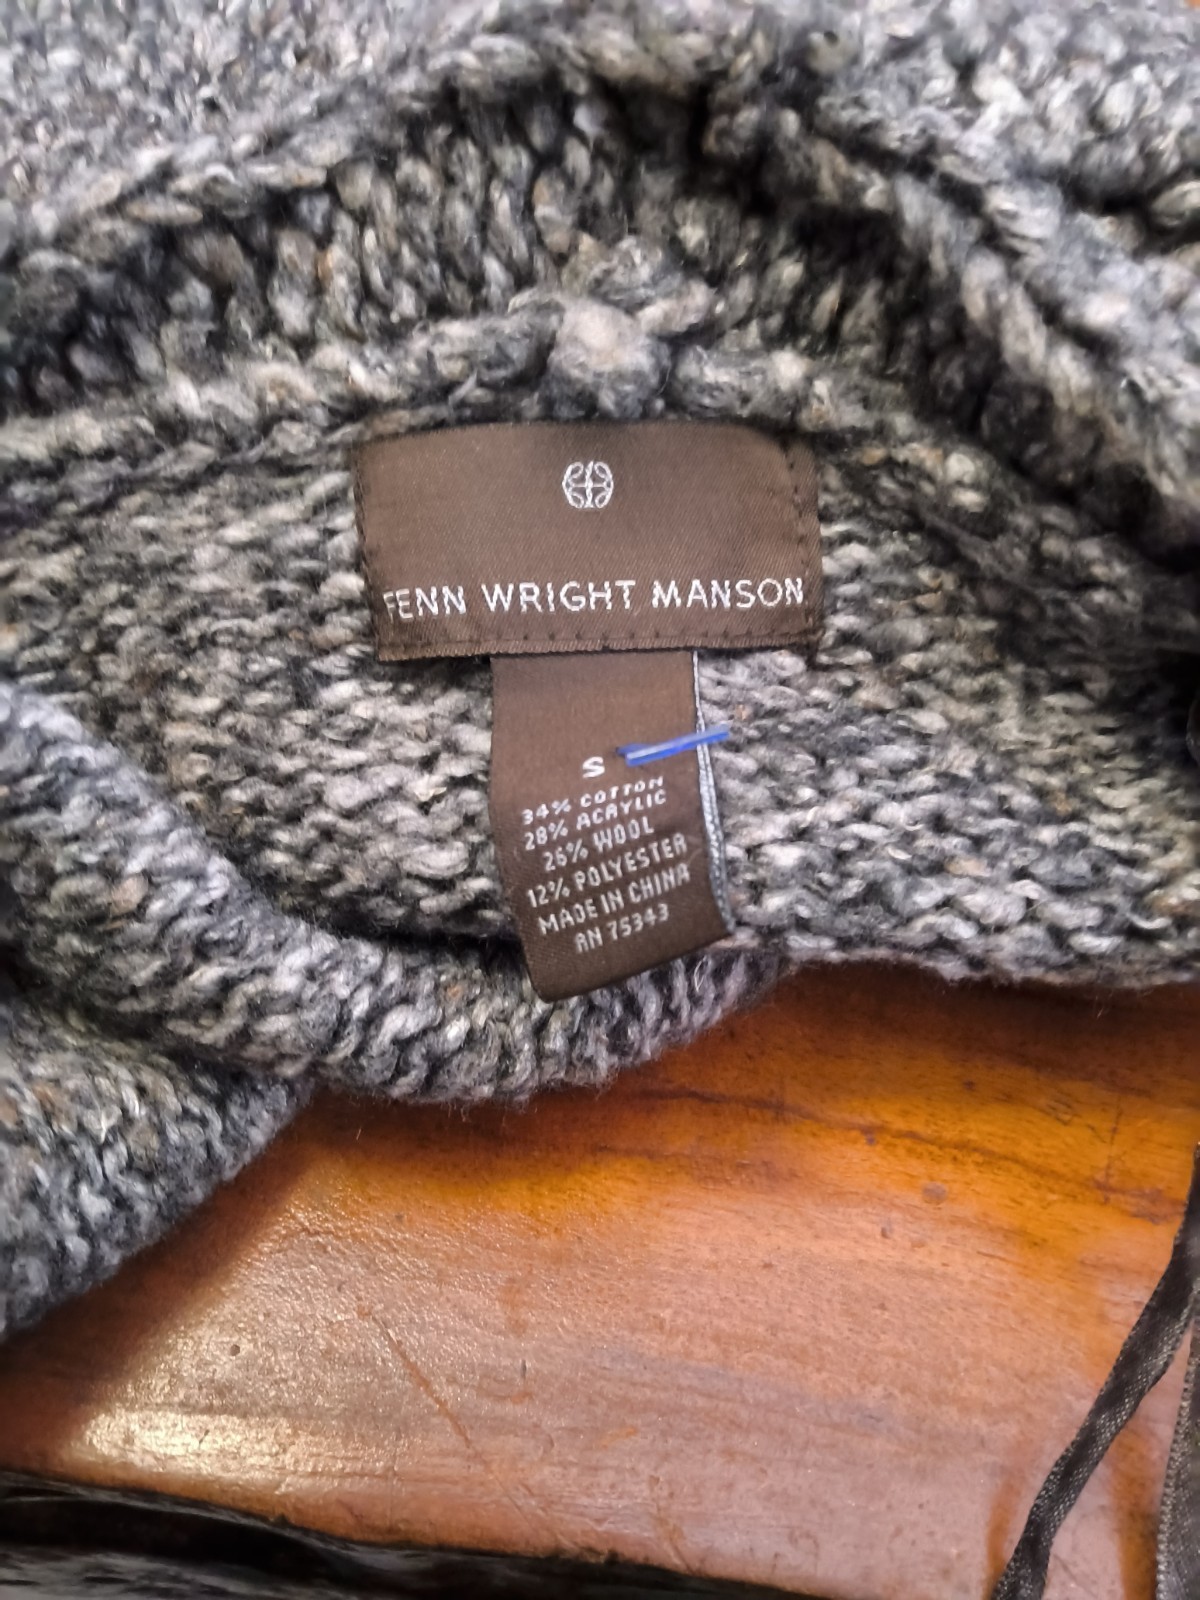 FENN WRIGHT MANSON
S
34% COTTON
28% ACRYLIC
26% WOOL
12% POLYESTER
MADE IN CHINA
RN 75343